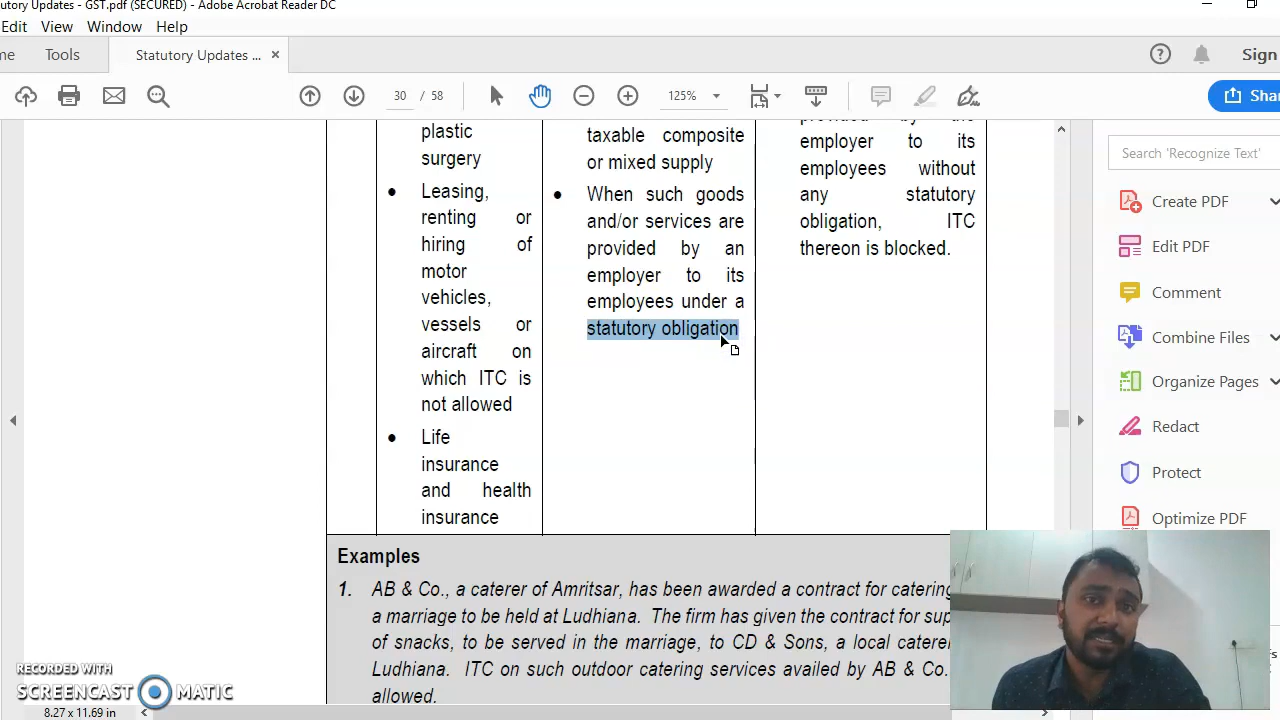 tutory Updates - GST.pdf (SECURED) - Adobe Acrobat Reader DC
Edit View Window Help
me Tools Statutory Updates ... × ? Sign
30 / 58 125% Shar
plastic
surgery
Leasing,
renting or
hiring of
motor
vehicles,
vessels or
aircraft on
which ITC is
not allowed
Life
insurance
and health
insurance
taxable composite
or mixed supply
When such goods
and/or services are
provided by an
employer to its
employees under a
statutory obligation
provided by the
employer to its
employees without
any statutory
obligation, ITC
thereon is blocked.
Examples
1. AB & Co., a caterer of Amritsar, has been awarded a contract for catering
a marriage to be held at Ludhiana. The firm has given the contract for sup
of snacks, to be served in the marriage, to CD & Sons, a local caterer
Ludhiana. ITC on such outdoor catering services availed by AB & Co.
allowed.
Search 'Recognize Text'
Create PDF
Edit PDF
Comment
Combine Files
Organize Pages
Redact
Protect
Optimize PDF
RECORDED WITH
SCREENCAST MATIC
8.27 x 11.69 in